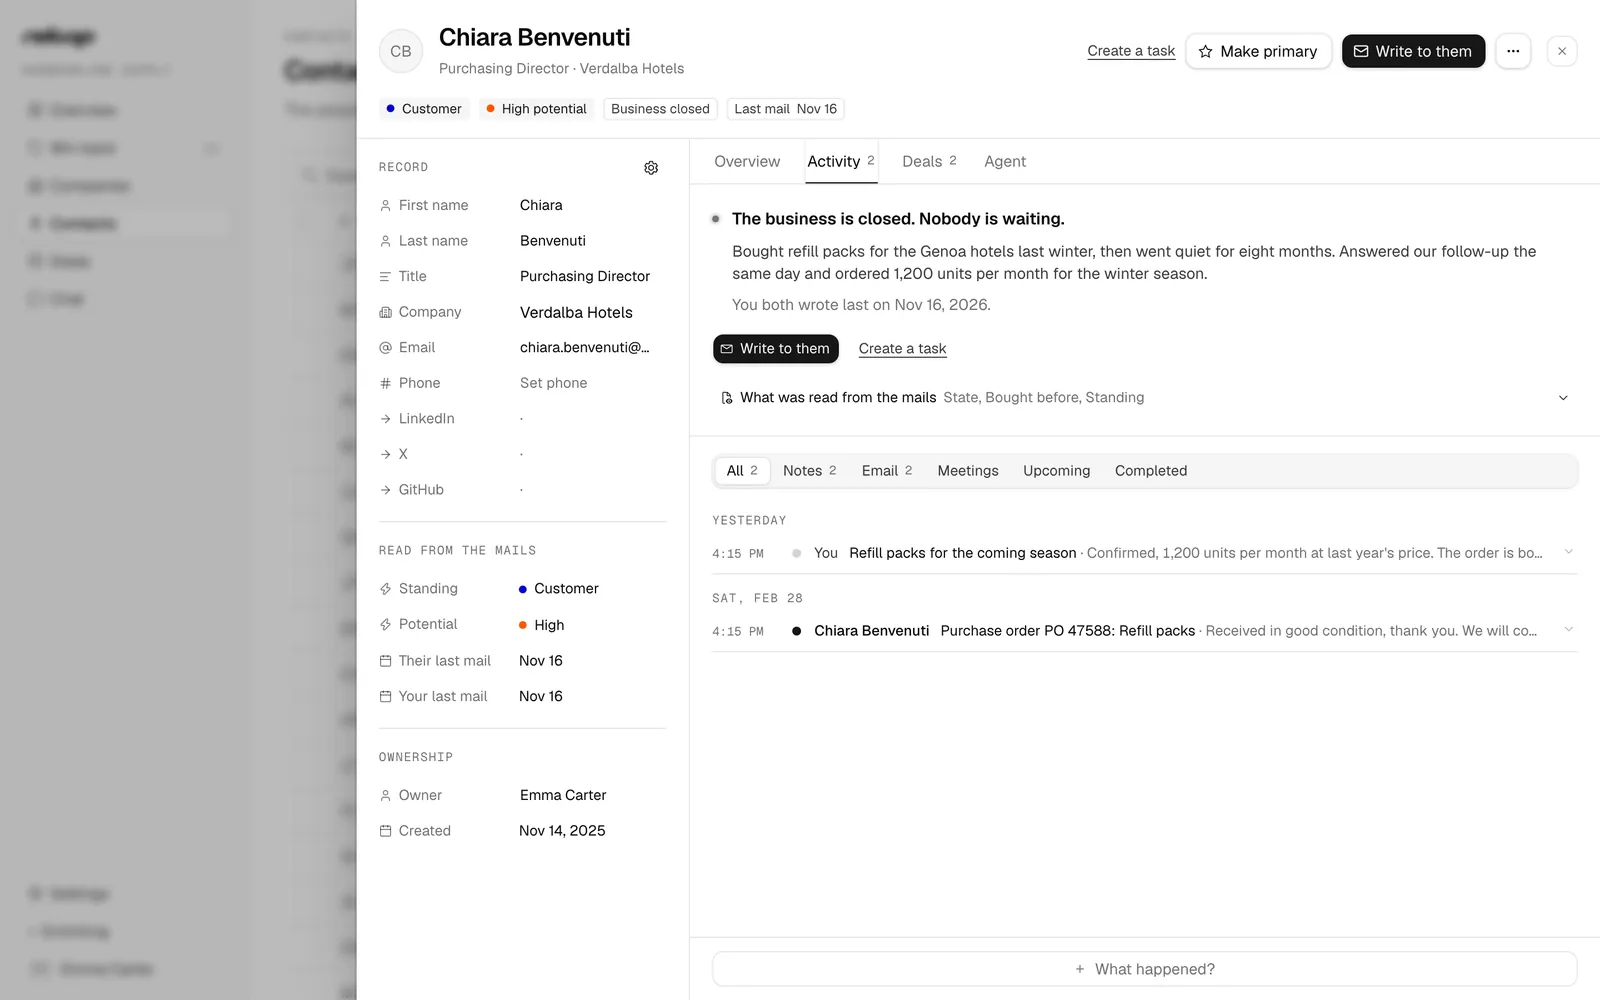 CB
Chiara Benvenuti
Purchasing Director · Verdalba Hotels
Create a task
Make primary
Write to them
Customer
High potential
Business closed
Last mail Nov 16
RECORD
First name Chiara
Last name Benvenuti
Title Purchasing Director
Company Verdalba Hotels
Email chiara.benvenuti@...
Phone Set phone
LinkedIn ·
X ·
GitHub ·
READ FROM THE MAILS
Standing Customer
Potential High
Their last mail Nov 16
Your last mail Nov 16
OWNERSHIP
Owner Emma Carter
Created Nov 14, 2025
Overview Activity 2 Deals 2 Agent
The business is closed. Nobody is waiting.
Bought refill packs for the Genoa hotels last winter, then went quiet for eight months. Answered our follow-up the
same day and ordered 1,200 units per month for the winter season.
You both wrote last on Nov 16, 2026.
Write to them Create a task
What was read from the mails State, Bought before, Standing
All 2 Notes 2 Email 2 Meetings Upcoming Completed
YESTERDAY
4:15 PM You Refill packs for the coming season · Confirmed, 1,200 units per month at last year's price. The order is bo...
SAT, FEB 28
4:15 PM Chiara Benvenuti Purchase order PO 47588: Refill packs · Received in good condition, thank you. We will co...
+ What happened?
Overview
Companies
Contacts
Deals
Chat
Settings
Emma Carter